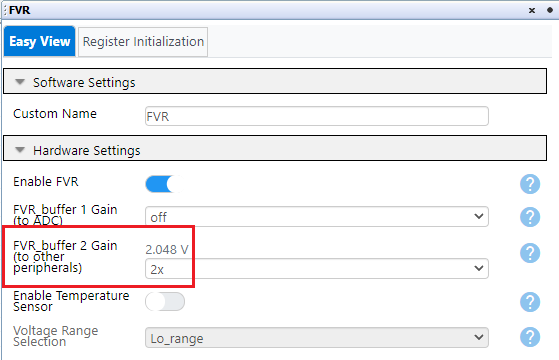 FVR
Easy View
Register Initialization
Software Settings
Custom Name
FVR
Hardware Settings
Enable FVR
?
FVR_buffer 1 Gain
(to ADC)
off
?
FVR_buffer 2 Gain
(to other
peripherals)
2.048 V
2x
?
Enable Temperature
Sensor
?
Voltage Range
Selection
Lo_range
?